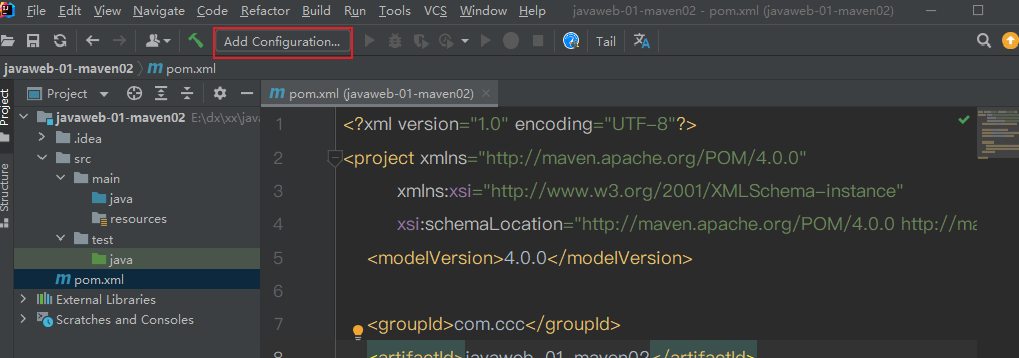 File Edit View Navigate Code Refactor Build Run Tools VCS Window Help javaweb-01-maven02 - pom.xml (javaweb-01-maven02)
Add Configuration... Tail
javaweb-01-maven02 pom.xml
Project pom.xml (javaweb-01-maven02)
Project
Structure
javaweb-01-maven02 E:\dx\xx\java
.idea
src
main
java
resources
test
java
pom.xml
External Libraries
Scratches and Consoles
1 <?xml version="1.0" encoding="UTF-8"?>
2 <project xmlns="http://maven.apache.org/POM/4.0.0"
3 xmlns:xsi="http://www.w3.org/2001/XMLSchema-instance"
4 xsi:schemaLocation="http://maven.apache.org/POM/4.0.0 http://ma
5 <modelVersion>4.0.0</modelVersion>
6
7 <groupId>com.ccc</groupId>
8 <artifactId>javaweb-01-maven02</artifactId>